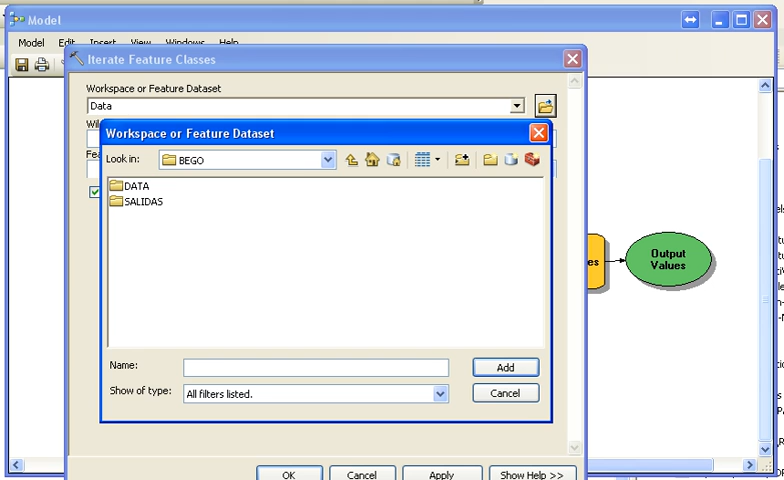 Model
Model Edit Insert View Windows Help
Iterate Feature Classes
Workspace or Feature Dataset
Data
Workspace or Feature Dataset
Look in: BEGO
DATA
SALIDAS
Output
Values
Name:
Add
Show of type: All filters listed.
Cancel
OK Cancel Apply Show Help >>